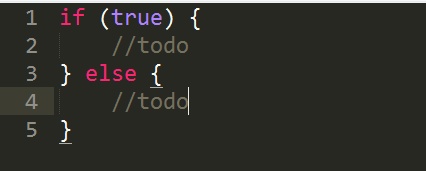 1 if (true) {
2     //todo
3 } else {
4     //todo
5 }